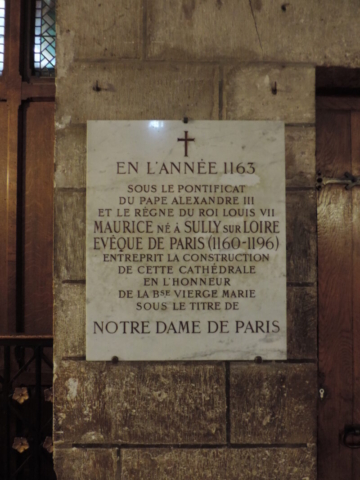 EN L'ANNÉE 1163
SOUS LE PONTIFICAT
DU PAPE ALEXANDRE III
ET LE RÈGNE DU ROI LOUIS VII
MAURICE NÉ À SULLY SUR LOIRE
EVÊQUE DE PARIS (1160-1196)
ENTREPRIT LA CONSTRUCTION
DE CETTE CATHÉDRALE
EN L'HONNEUR
DE LA BSE VIERGE MARIE
SOUS LE TITRE DE
NOTRE DAME DE PARIS